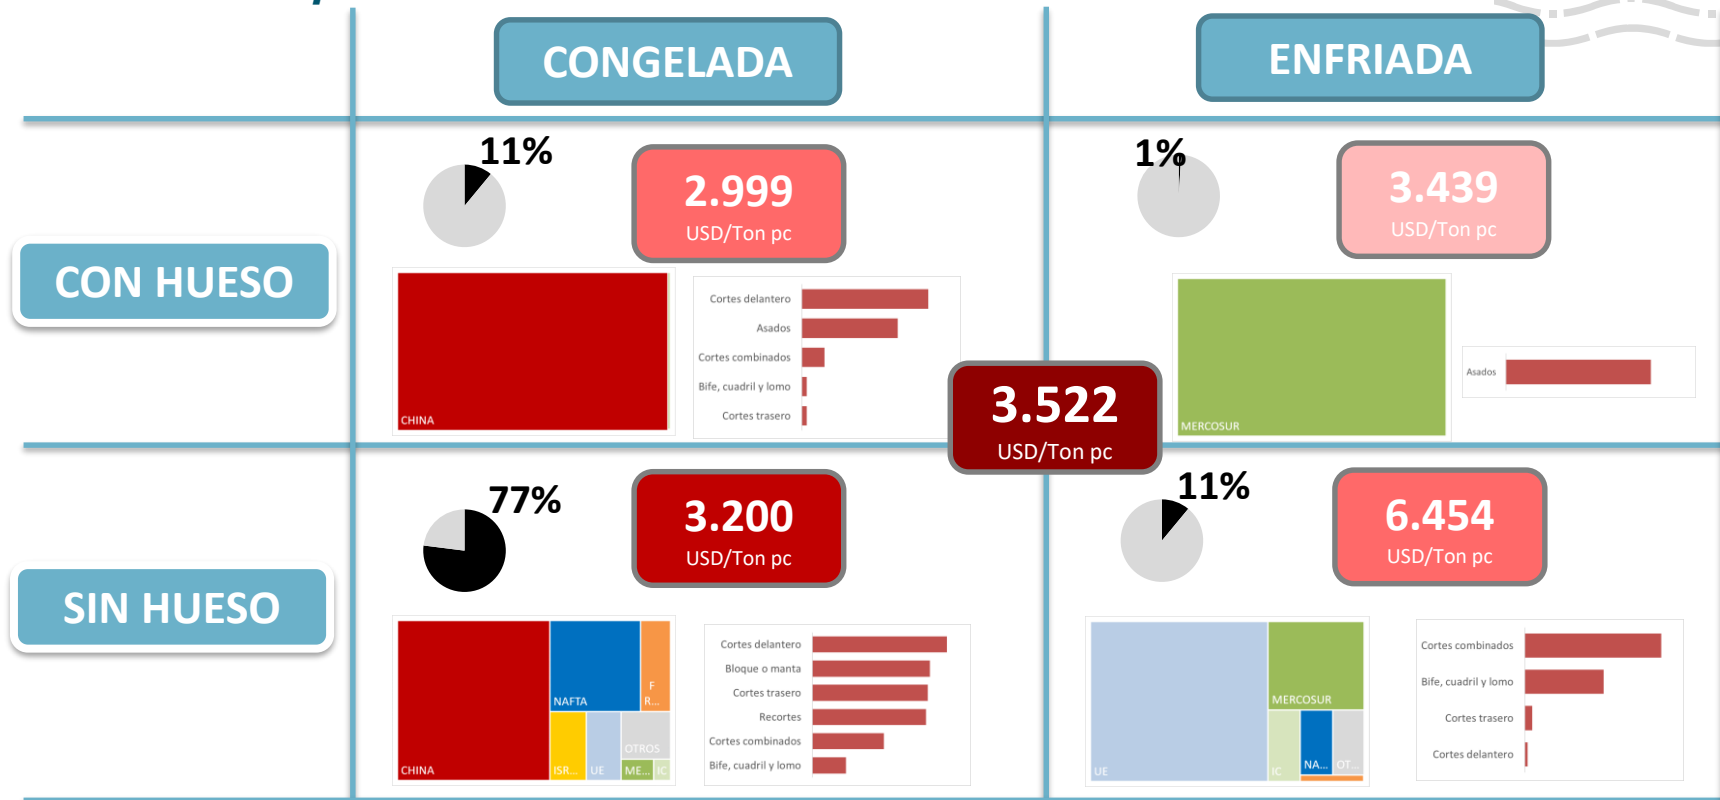 CONGELADA
ENFRIADA
CON HUESO
11%
2.999
USD/Ton pc
CHINA
Cortes delantero
Asados
Cortes combinados
Bife, cuadril y lomo
Cortes trasero
1%
3.439
USD/Ton pc
MERCOSUR
Asados
3.522
USD/Ton pc
SIN HUESO
77%
3.200
USD/Ton pc
CHINA
NAFTA
F
R...
ISR...
UE
OTROS
ME...
IC
Cortes delantero
Bloque o manta
Cortes trasero
Recortes
Cortes combinados
Bife, cuadril y lomo
11%
6.454
USD/Ton pc
UE
MERCOSUR
IC
NA...
OT...
Cortes combinados
Bife, cuadril y lomo
Cortes trasero
Cortes delantero